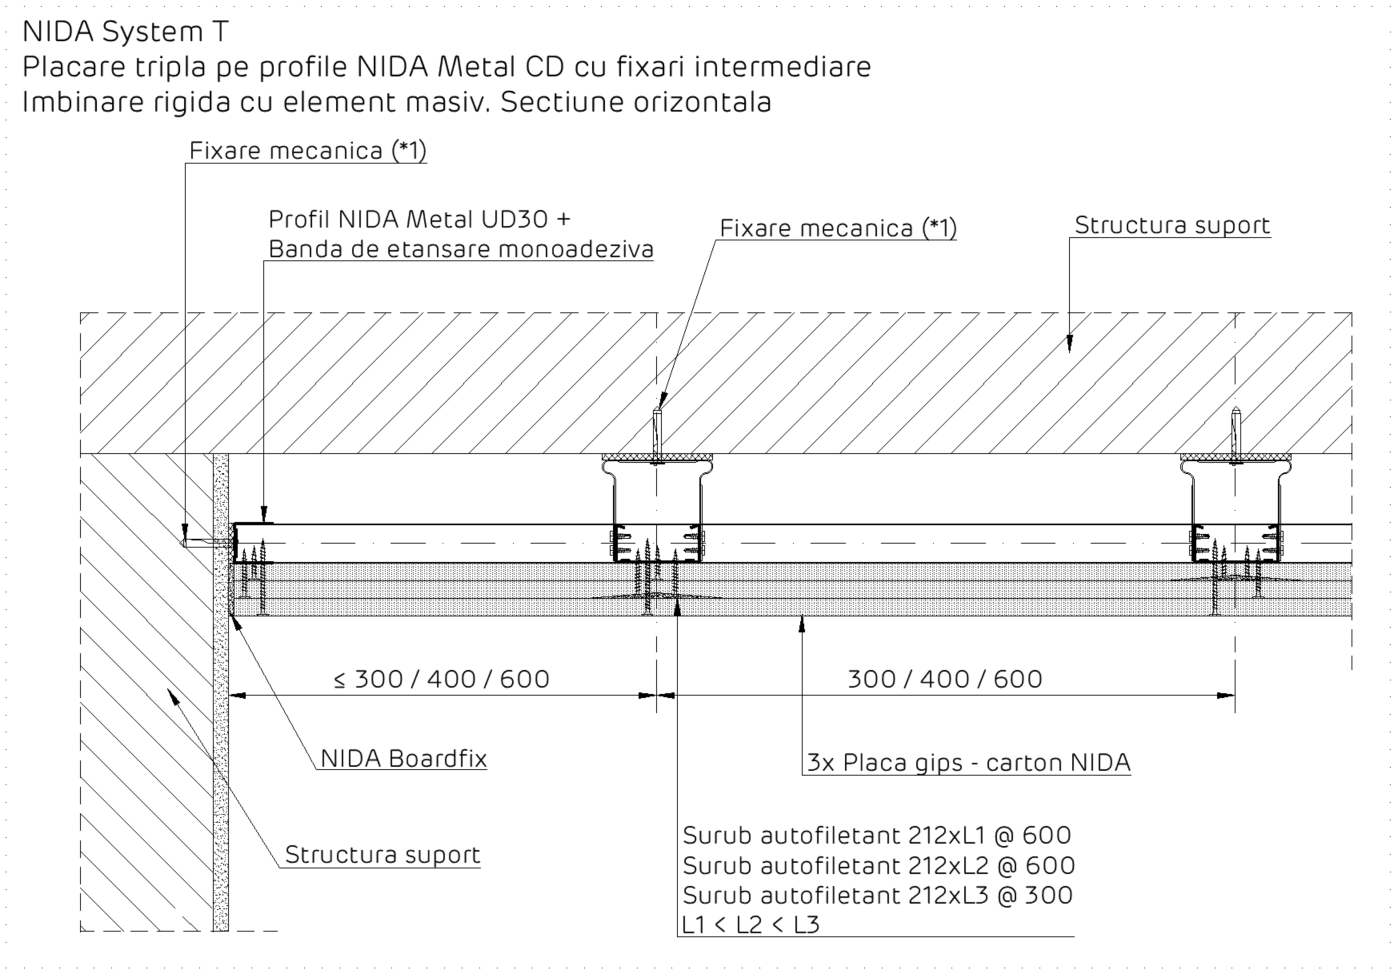 NIDA System T
Placare tripla pe profile NIDA Metal CD cu fixari intermediare
Imbinare rigida cu element masiv. Sectiune orizontala
Fixare mecanica (*1)
Profil NIDA Metal UD30 +
Banda de etansare monoadeziva
Fixare mecanica (*1)
Structura suport
≤ 300 / 400 / 600
300 / 400 / 600
NIDA Boardfix
3x Placa gips - carton NIDA
Structura suport
Surub autofiletant 212xL1 @ 600
Surub autofiletant 212xL2 @ 600
Surub autofiletant 212xL3 @ 300
L1 < L2 < L3